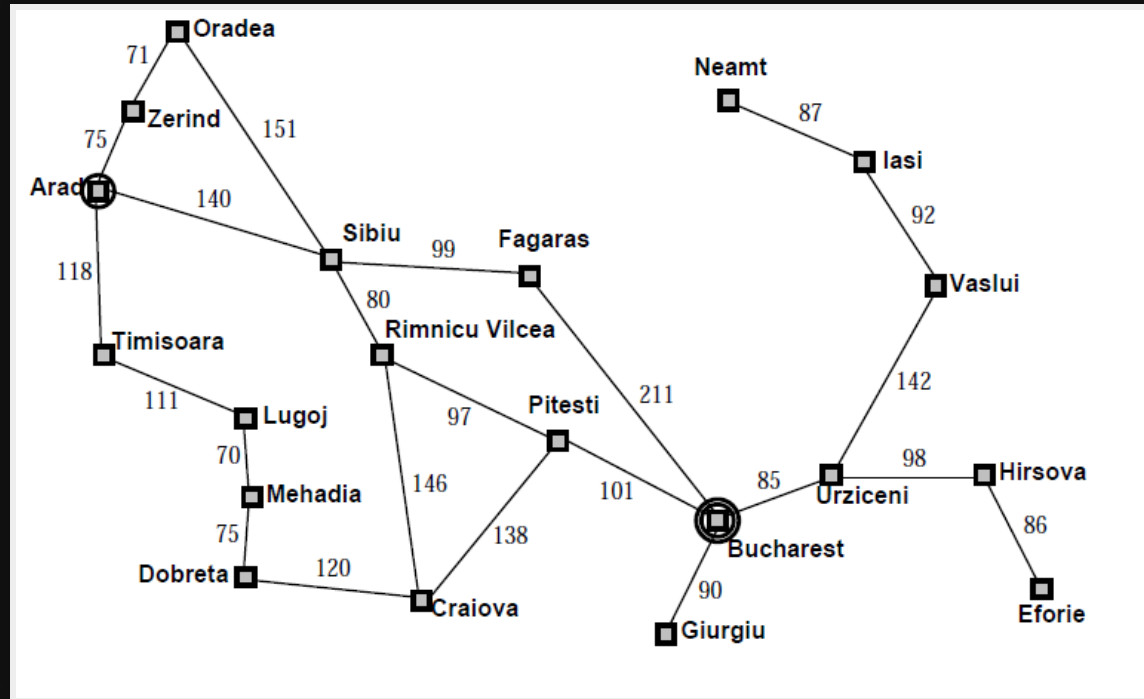 Oradea
71
Neamt
87
Zerind
151
75
Iasi
Arad
140
92
Sibiu
99
Fagaras
118
Vaslui
80
Rimnicu Vilcea
Timisoara
142
111
211
Pitesti
Lugoj
97
70
98
Hirsova
146
85
Mehadia
101
Urziceni
86
75
138
Bucharest
Dobreta
120
90
Craiova
Eforie
Giurgiu